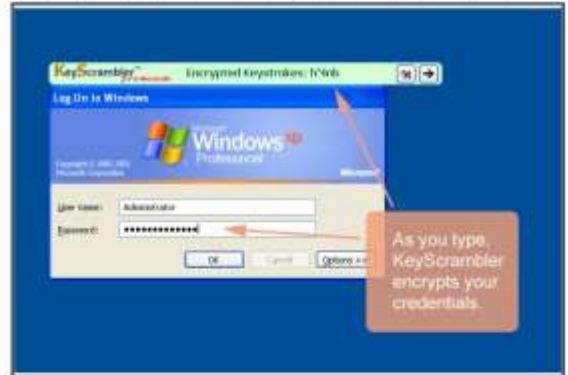 KeyScrambler Encrypted Keystrokes: h'4nb
Log On to Windows
Windows xp
Professional
Microsoft
User name: Administrator
Password: •••••••••••••
OK Cancel Options >>
As you type,
KeyScrambler
encrypts your
credentials.